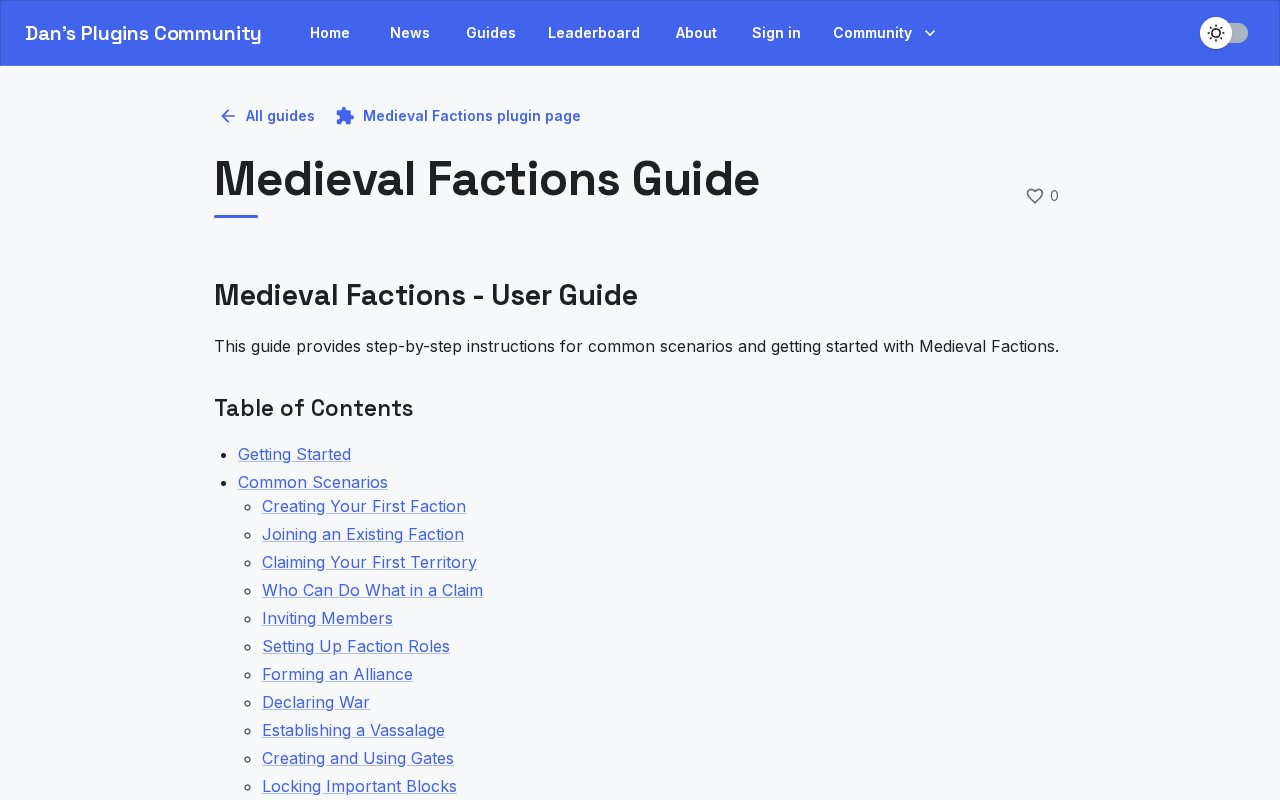 Dan's Plugins Community Home News Guides Leaderboard About Sign in Community
All guides Medieval Factions plugin page
Medieval Factions Guide
0
Medieval Factions - User Guide
This guide provides step-by-step instructions for common scenarios and getting started with Medieval Factions.
Table of Contents
Getting Started
Common Scenarios
Creating Your First Faction
Joining an Existing Faction
Claiming Your First Territory
Who Can Do What in a Claim
Inviting Members
Setting Up Faction Roles
Forming an Alliance
Declaring War
Establishing a Vassalage
Creating and Using Gates
Locking Important Blocks